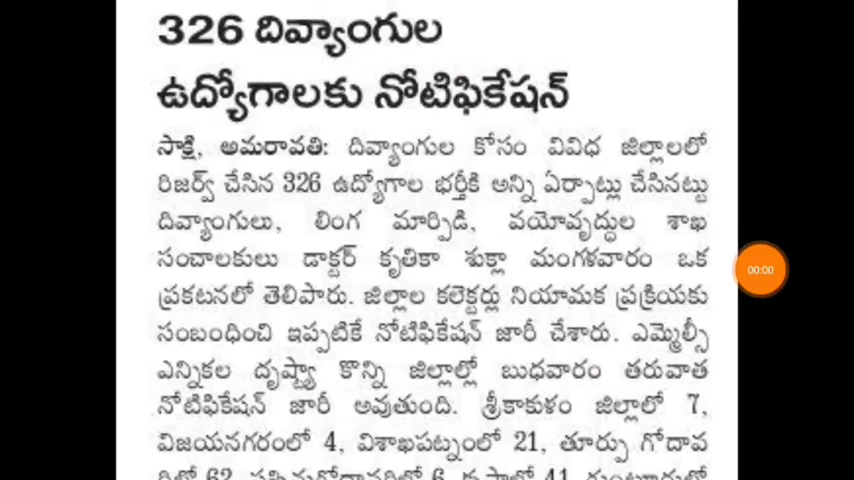 326 దివ్యాంగుల
ఉద్యోగాలకు నోటిఫికేషన్
సాక్షి, అమరావతి: దివ్యాంగుల కోసం వివిధ జిల్లాలలో
రిజర్వ్ చేసిన 326 ఉద్యోగాల భర్తీకి అన్ని ఏర్పాట్లు చేసినట్టు
దివ్యాంగులు, లింగ మార్పిడి, వయోవృద్ధుల శాఖ
సంచాలకులు డాక్టర్ కృతికా శుక్లా మంగళవారం ఒక
ప్రకటనలో తెలిపారు. జిల్లాల కలెక్టర్లు నియామక ప్రక్రియకు
సంబంధించి ఇప్పటికే నోటిఫికేషన్ జారీ చేశారు. ఎమ్మెల్సీ
ఎన్నికల దృష్ట్యా కొన్ని జిల్లాల్లో బుధవారం తరువాత
నోటిఫికేషన్ జారీ అవుతుంది. శ్రీకాకుళం జిల్లాలో 7,
విజయనగరంలో 4, విశాఖపట్నంలో 21, తూర్పు గోదావ
00:00